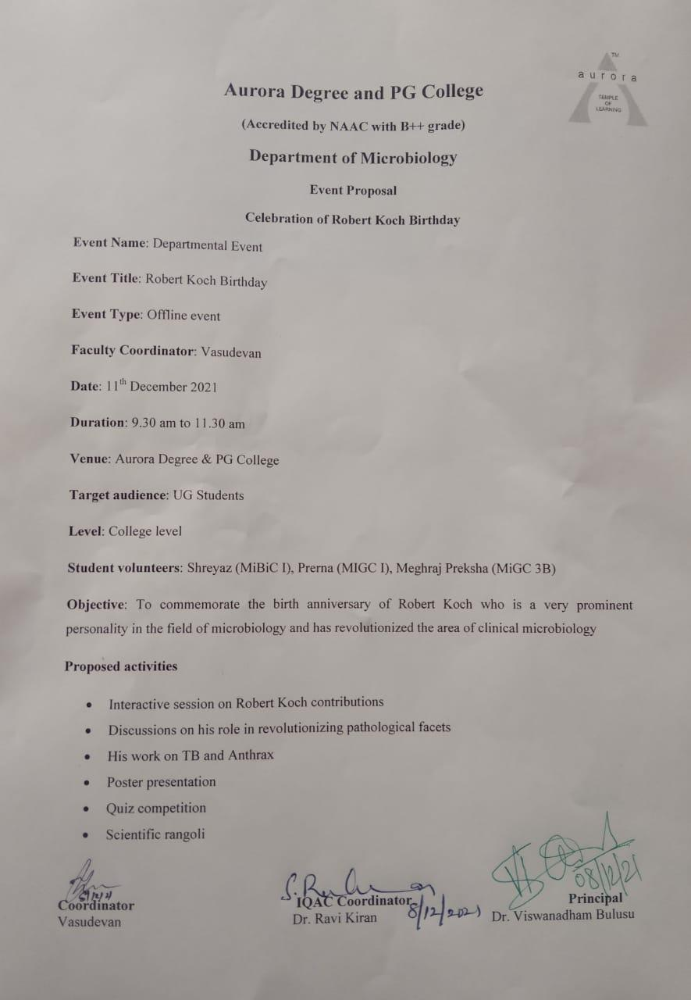 TM
aurora
TEMPLE
OF
LEARNING
Aurora Degree and PG College
(Accredited by NAAC with B++ grade)
Department of Microbiology
Event Proposal
Celebration of Robert Koch Birthday
Event Name: Departmental Event
Event Title: Robert Koch Birthday
Event Type: Offline event
Faculty Coordinator: Vasudevan
Date: 11th December 2021
Duration: 9.30 am to 11.30 am
Venue: Aurora Degree & PG College
Target audience: UG Students
Level: College level
Student volunteers: Shreyaz (MiBiC I), Prerna (MIGC I), Meghraj Preksha (MiGC 3B)
Objective: To commemorate the birth anniversary of Robert Koch who is a very prominent
personality in the field of microbiology and has revolutionized the area of clinical microbiology
Proposed activities
• Interactive session on Robert Koch contributions
• Discussions on his role in revolutionizing pathological facets
• His work on TB and Anthrax
• Poster presentation
• Quiz competition
• Scientific rangoli
Coordinator
Vasudevan
IQAC Coordinator
8/12/2021
Dr. Ravi Kiran
08/12/21
Principal
Dr. Viswanadham Bulusu